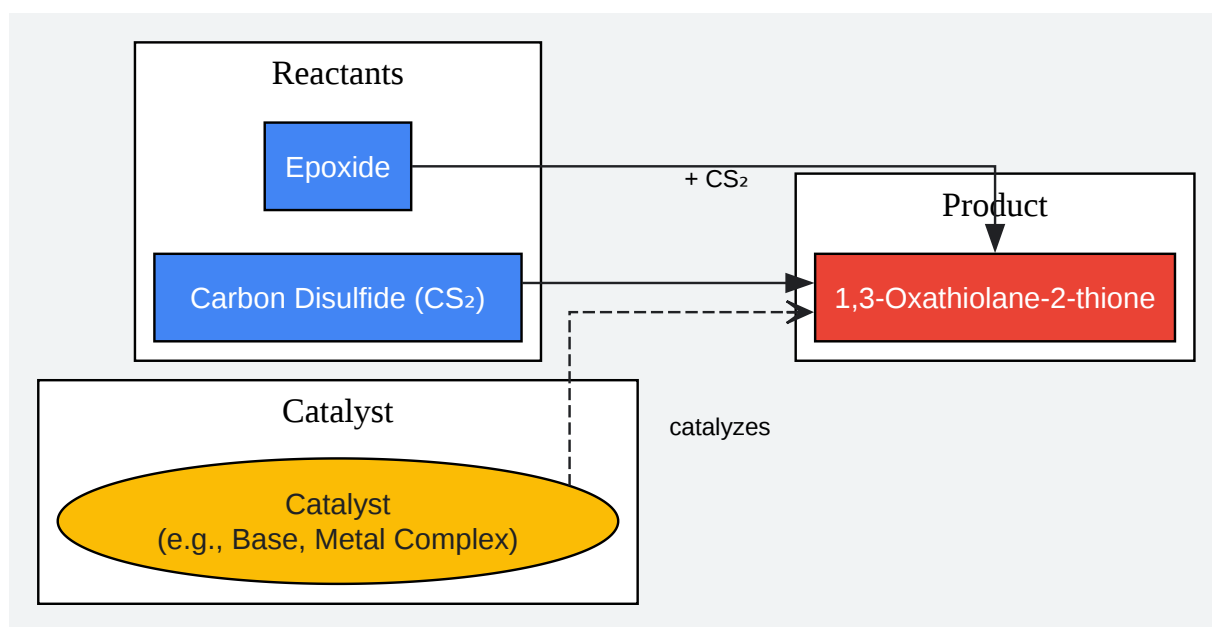 Reactants
Epoxide
+ CS₂
Product
Carbon Disulfide (CS₂)
1,3-Oxathiolane-2-thione
Catalyst
catalyzes
Catalyst
(e.g., Base, Metal Complex)